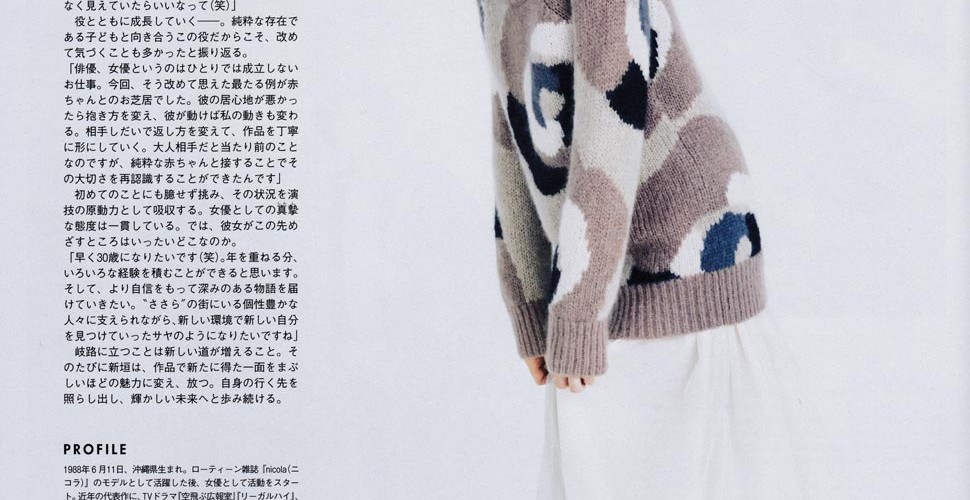 なく見えていたらいいなって(笑)」
　役とともに成長していく──。純粋な存在で
ある子どもと向き合うこの役だからこそ、改め
て気づくことも多かったと振り返る。
「俳優、女優というのはひとりでは成立しない
お仕事。今回、そう改めて思えた最たる例が赤
ちゃんとのお芝居でした。彼の居心地が悪かっ
たら抱き方を変え、彼が動けば私の動きも変わ
る。相手しだいで返し方を変えて、作品を丁寧
に形にしていく。大人相手だと当たり前のこと
なのですが、純粋な赤ちゃんと接することでそ
の大切さを再認識することができたんです」
　初めてのことにも臆せず挑み、その状況を演
技の原動力として吸収する。女優としての真摯
な態度は一貫している。では、彼女がこの先め
ざすところはいったいどこなのか。
「早く30歳になりたいです(笑)。年を重ねる分、
いろいろな経験を積むことができると思います。
そして、より自信をもって深みのある物語を届
けていきたい。〝ささら〟の街にいる個性豊かな
人々に支えられながら、新しい環境で新しい自分
を見つけていったサヤのようになりたいですね」
　岐路に立つことは新しい道が増えること。そ
のたびに新垣は、作品で新たに得た一面をまぶ
しいほどの魅力に変え、放つ。自身の行く先を
照らし出し、輝かしい未来へと歩み続ける。
PROFILE
1988年6月11日、沖縄県生まれ。ローティーン雑誌『nicola(ニ
コラ)』のモデルとして活躍した後、女優として活動をスター
ト。近年の代表作に、TVドラマ『空飛ぶ広報室』『リーガルハイ』、